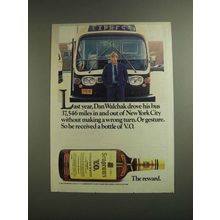 Last year, Dan Walchak drove his bus
37,546 miles in and out of New York City
without making a wrong turn. Or gesture.
So he received a bottle of V.O.
Seagram's
V.O.
The reward.